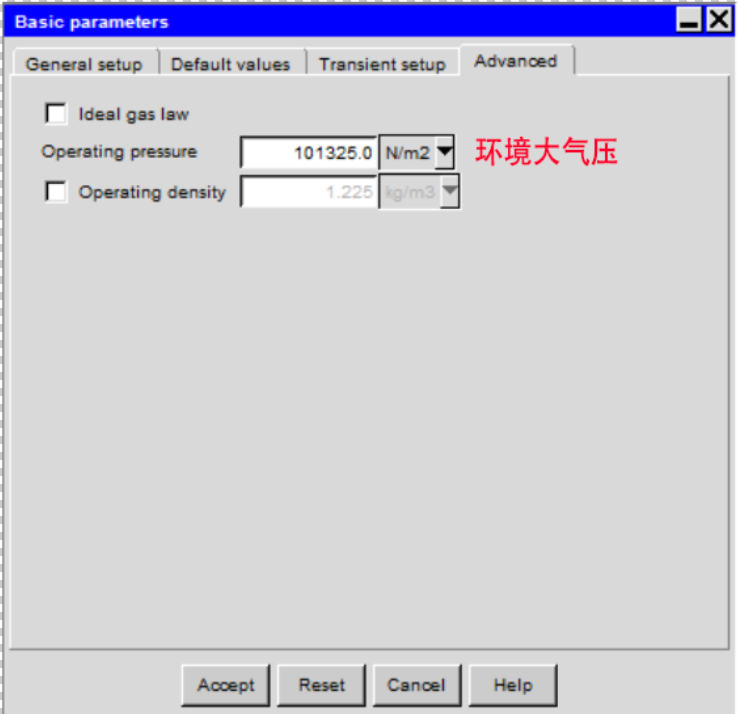 Basic parameters
General setup Default values Transient setup Advanced
Ideal gas law
Operating pressure 101325.0 N/m2 环境大气压
Operating density 1.225 kg/m3
Accept Reset Cancel Help